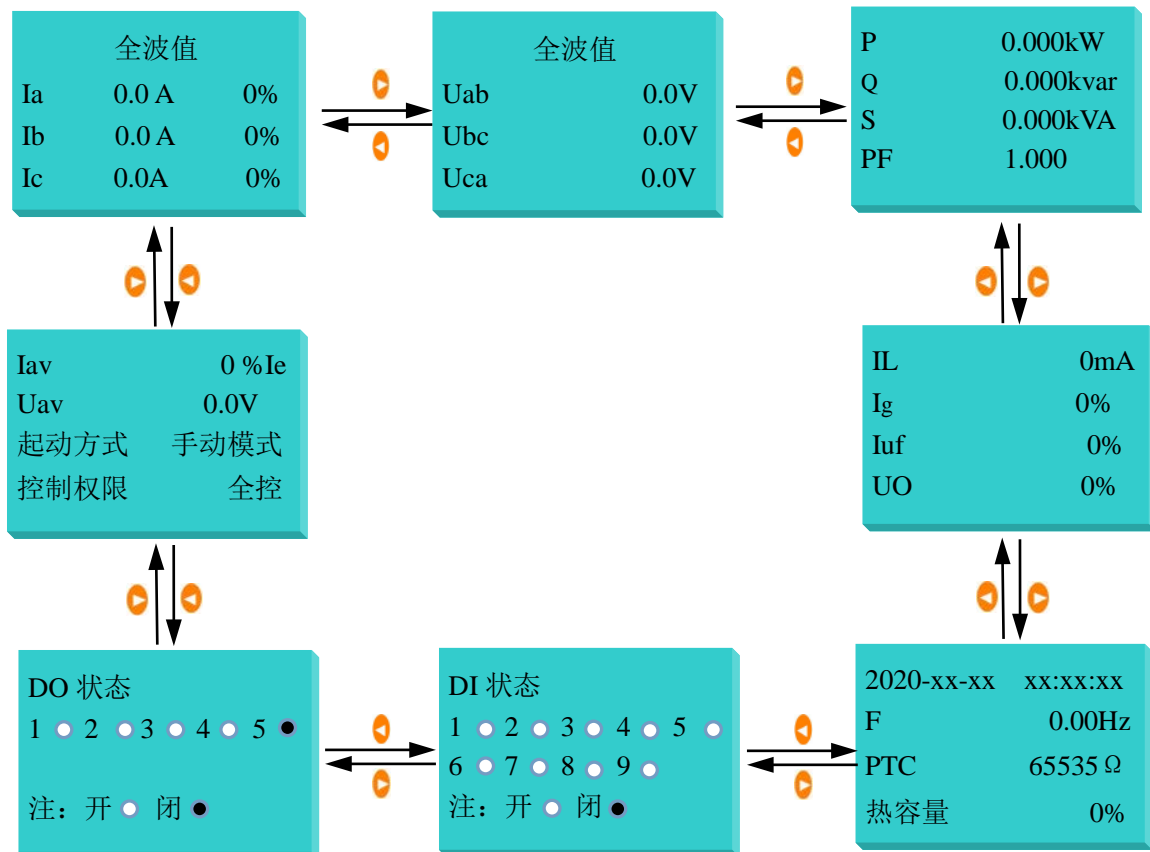 全波值
Ia 0.0 A 0%
Ib 0.0 A 0%
Ic 0.0A 0%
全波值
Uab 0.0V
Ubc 0.0V
Uca 0.0V
P 0.000kW
Q 0.000kvar
S 0.000kVA
PF 1.000
Iav 0 %Ie
Uav 0.0V
起动方式 手动模式
控制权限 全控
IL 0mA
Ig 0%
Iuf 0%
UO 0%
DO 状态
1 2 3 4 5
注：开 闭
DI 状态
1 2 3 4 5
6 7 8 9
注：开 闭
2020-xx-xx xx:xx:xx
F 0.00Hz
PTC 65535 Ω
热容量 0%